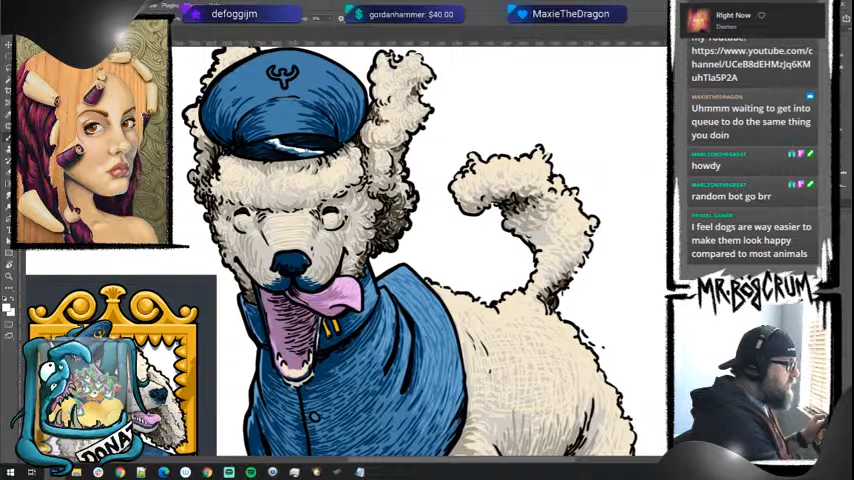 defoggijm
gordanhammer: $40.00
MaxieTheDragon
Right Now
my Youtube:
https://www.youtube.com/c
hannel/UCeB8dEHMzJq6KM
uhTla5P2A
MAXIETHEDRAGON
Uhmmm waiting to get into
queue to do the same thing
you doin
MARLTONTHEGREAT
howdy
MARLTONTHEGREAT
random bot go brr
I feel dogs are way easier to
make them look happy
compared to most animals
MR.BOGCRUM
DONAT